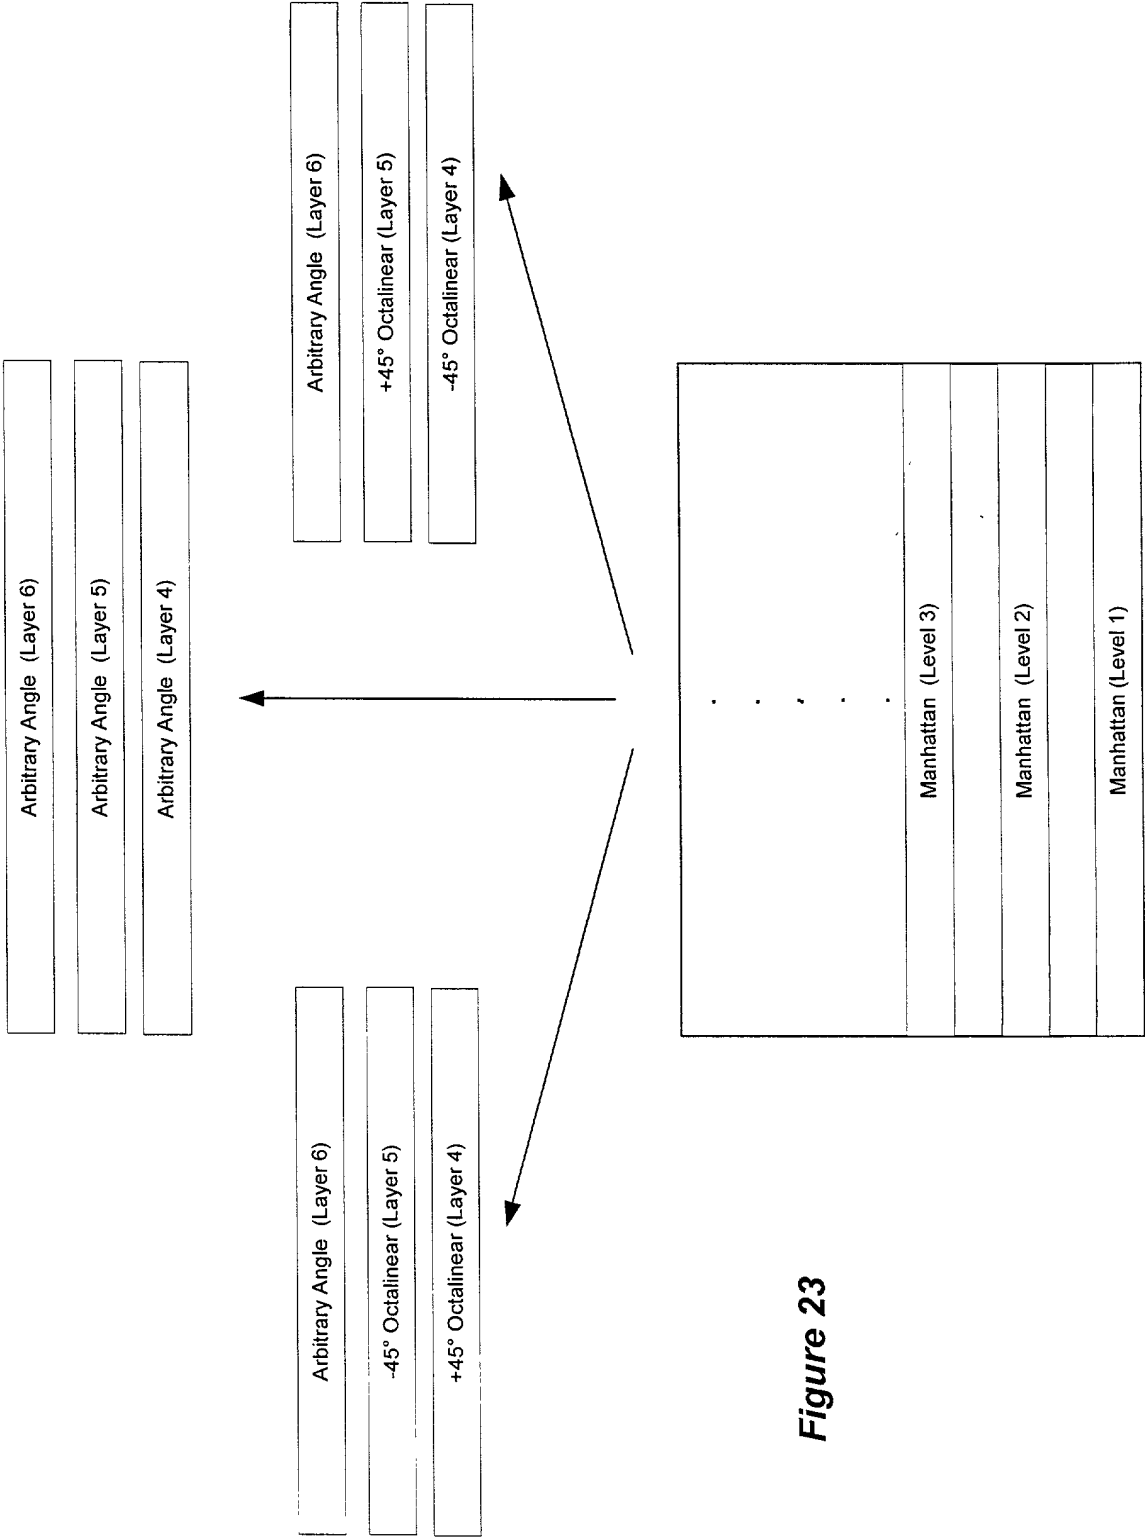 Arbitrary Angle (Layer 6)
Arbitrary Angle (Layer 5)
Arbitrary Angle (Layer 4)
Arbitrary Angle (Layer 6)
-45° Octalinear (Layer 5)
+45° Octalinear (Layer 4)
Arbitrary Angle (Layer 6)
+45° Octalinear (Layer 5)
-45° Octalinear (Layer 4)
Manhattan (Level 3)
Manhattan (Level 2)
Manhattan (Level 1)
Figure 23